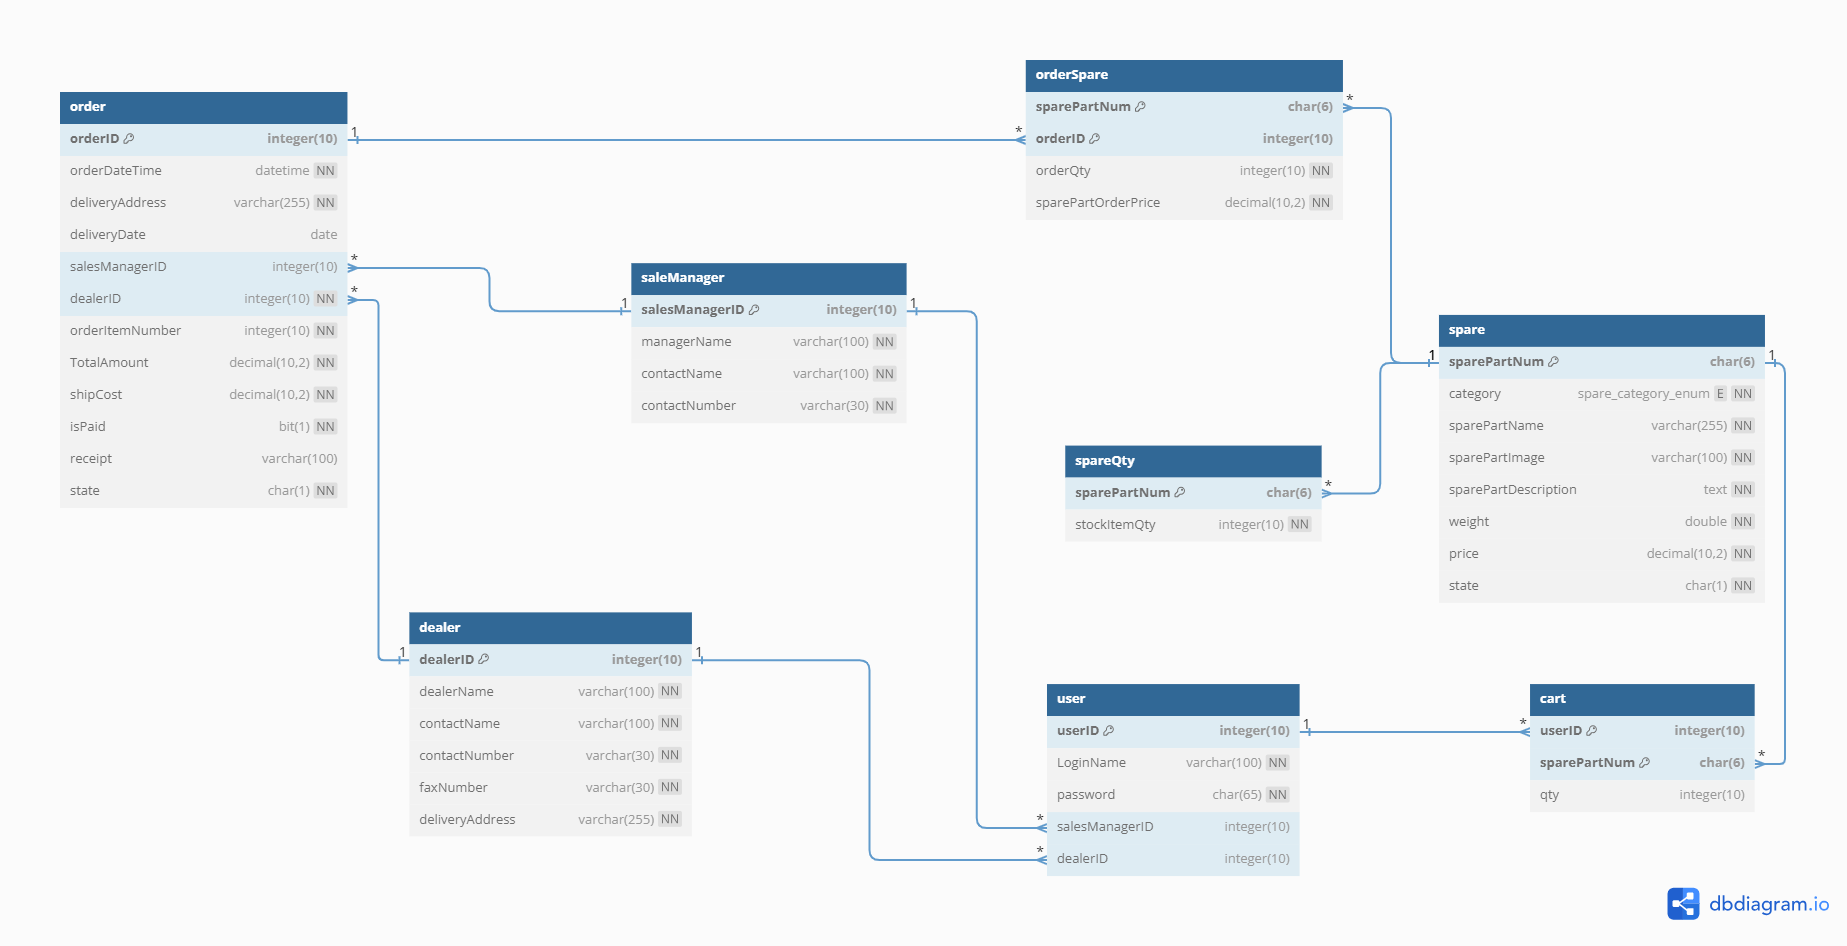 order
orderID integer(10)
orderDateTime datetime NN
deliveryAddress varchar(255) NN
deliveryDate date
salesManagerID integer(10)
dealerID integer(10) NN
orderItemNumber integer(10) NN
TotalAmount decimal(10,2) NN
shipCost decimal(10,2) NN
isPaid bit(1) NN
receipt varchar(100)
state char(1) NN
1
*
*
*
*
orderSpare
sparePartNum char(6)
orderID integer(10)
orderQty integer(10) NN
sparePartOrderPrice decimal(10,2) NN
1
1
saleManager
salesManagerID integer(10)
managerName varchar(100) NN
contactName varchar(100) NN
contactNumber varchar(30) NN
1
1
spare
sparePartNum char(6)
category spare_category_enum E NN
sparePartName varchar(255) NN
sparePartImage varchar(100) NN
sparePartDescription text NN
weight double NN
price decimal(10,2) NN
state char(1) NN
*
spareQty
sparePartNum char(6)
stockItemQty integer(10) NN
1
1
dealer
dealerID integer(10)
dealerName varchar(100) NN
contactName varchar(100) NN
contactNumber varchar(30) NN
faxNumber varchar(30) NN
deliveryAddress varchar(255) NN
1
*
*
user
userID integer(10)
LoginName varchar(100) NN
password char(65) NN
salesManagerID integer(10)
dealerID integer(10)
*
*
cart
userID integer(10)
sparePartNum char(6)
qty integer(10)
dbdiagram.io